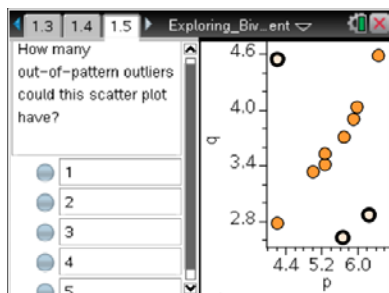 1.3 1.4 1.5 Exploring_Biv...ent
How many
out-of-pattern outliers
could this scatter plot
have?
1
2
3
4
5
4.6
4.0
3.4
2.8
q
4.4 5.2 6.0
p